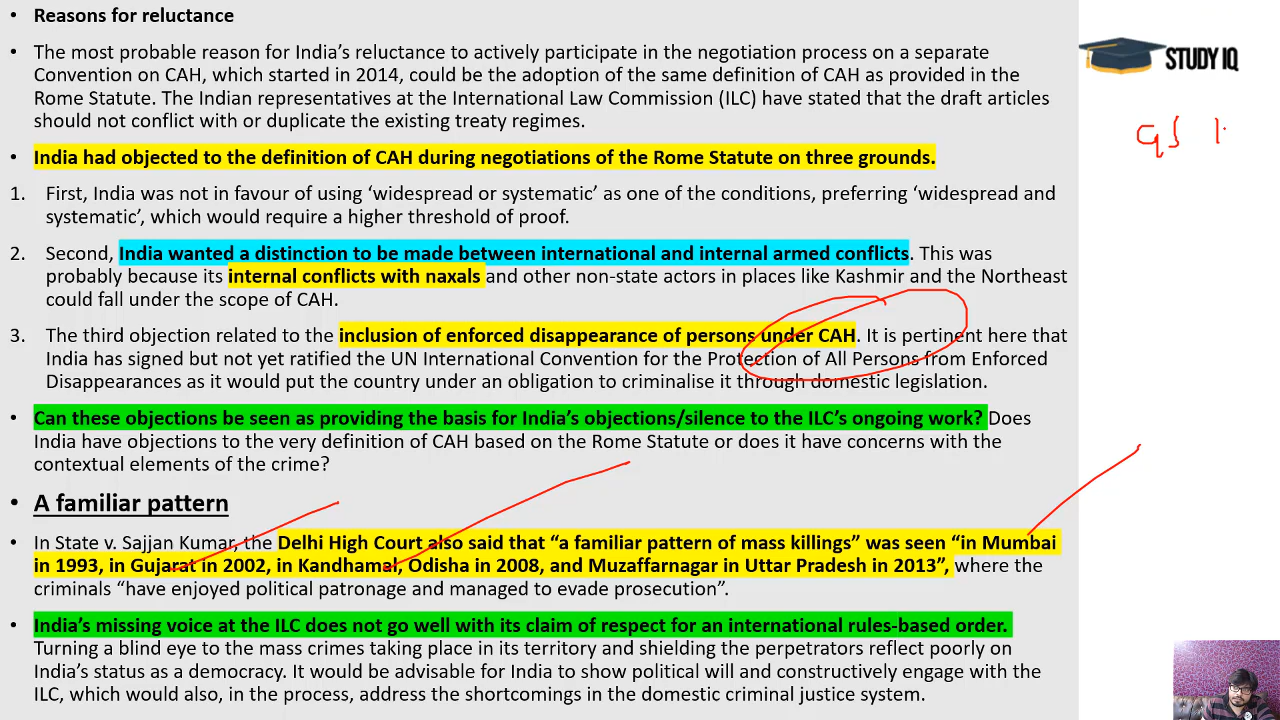 • Reasons for reluctance
• The most probable reason for India's reluctance to actively participate in the negotiation process on a separate
Convention on CAH, which started in 2014, could be the adoption of the same definition of CAH as provided in the
Rome Statute. The Indian representatives at the International Law Commission (ILC) have stated that the draft articles
should not conflict with or duplicate the existing treaty regimes.
• India had objected to the definition of CAH during negotiations of the Rome Statute on three grounds.
1. First, India was not in favour of using ‘widespread or systematic’ as one of the conditions, preferring ‘widespread and
systematic’, which would require a higher threshold of proof.
2. Second, India wanted a distinction to be made between international and internal armed conflicts. This was
probably because its internal conflicts with naxals and other non-state actors in places like Kashmir and the Northeast
could fall under the scope of CAH.
3. The third objection related to the inclusion of enforced disappearance of persons under CAH. It is pertinent here that
India has signed but not yet ratified the UN International Convention for the Protection of All Persons from Enforced
Disappearances as it would put the country under an obligation to criminalise it through domestic legislation.
• Can these objections be seen as providing the basis for India's objections/silence to the ILC's ongoing work? Does
India have objections to the very definition of CAH based on the Rome Statute or does it have concerns with the
contextual elements of the crime?
• A familiar pattern
• In State v. Sajjan Kumar, the Delhi High Court also said that “a familiar pattern of mass killings” was seen “in Mumbai
in 1993, in Gujarat in 2002, in Kandhamal, Odisha in 2008, and Muzaffarnagar in Uttar Pradesh in 2013”, where the
criminals “have enjoyed political patronage and managed to evade prosecution”.
• India's missing voice at the ILC does not go well with its claim of respect for an international rules-based order.
Turning a blind eye to the mass crimes taking place in its territory and shielding the perpetrators reflect poorly on
India's status as a democracy. It would be advisable for India to show political will and constructively engage with the
ILC, which would also, in the process, address the shortcomings in the domestic criminal justice system.
STUDY IQ